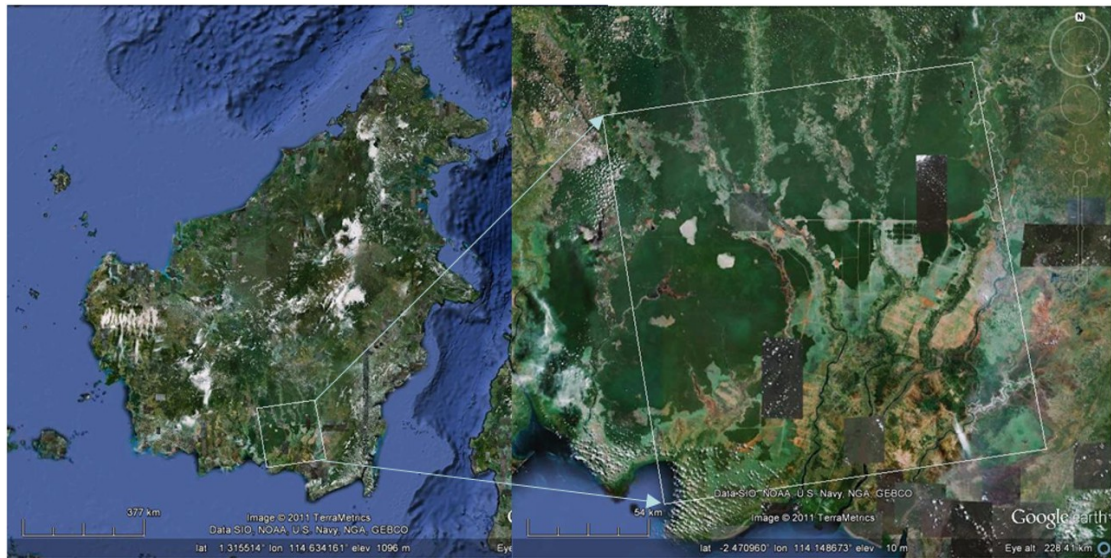 377 km
Image © 2011 TerraMetrics
Data SIO, NOAA, U.S. Navy, NGA, GEBCO
lat 1.315514° lon 114.634161° elev 1096 m
Eye
N
Data SIO, NOAA, U.S. Navy, NGA, GEBCO
54 km
Image © 2011 TerraMetrics
Google earth
lat -2.470960° lon 114.148673° elev 10 m
Eye alt 228.41 km